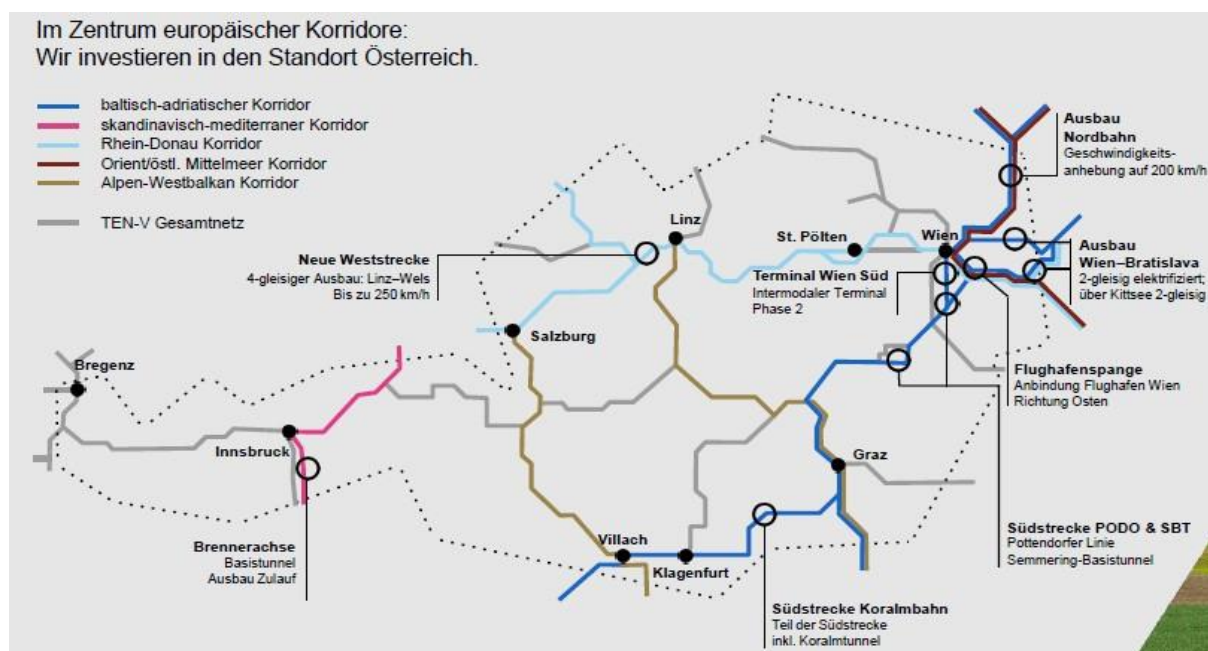 Im Zentrum europäischer Korridore:
Wir investieren in den Standort Österreich.
baltisch-adriatischer Korridor
skandinavisch-mediterraner Korridor
Rhein-Donau Korridor
Orient/östl. Mittelmeer Korridor
Alpen-Westbalkan Korridor
TEN-V Gesamtnetz
Ausbau
Nordbahn
Geschwindigkeits-
anhebung auf 200 km/h
Linz
St. Pölten
Wien
Neue Weststrecke
4-gleisiger Ausbau: Linz–Wels
Bis zu 250 km/h
Terminal Wien Süd
Intermodaler Terminal
Phase 2
Ausbau
Wien–Bratislava
2-gleisig elektrifiziert;
über Kittsee 2-gleisig
Salzburg
Bregenz
Flughafenspange
Anbindung Flughafen Wien
Richtung Osten
Innsbruck
Graz
Brennerachse
Basistunnel
Ausbau Zulauf
Villach
Klagenfurt
Südstrecke PODO & SBT
Pottendorfer Linie
Semmering-Basistunnel
Südstrecke Koralmbahn
Teil der Südstrecke
inkl. Koralmtunnel